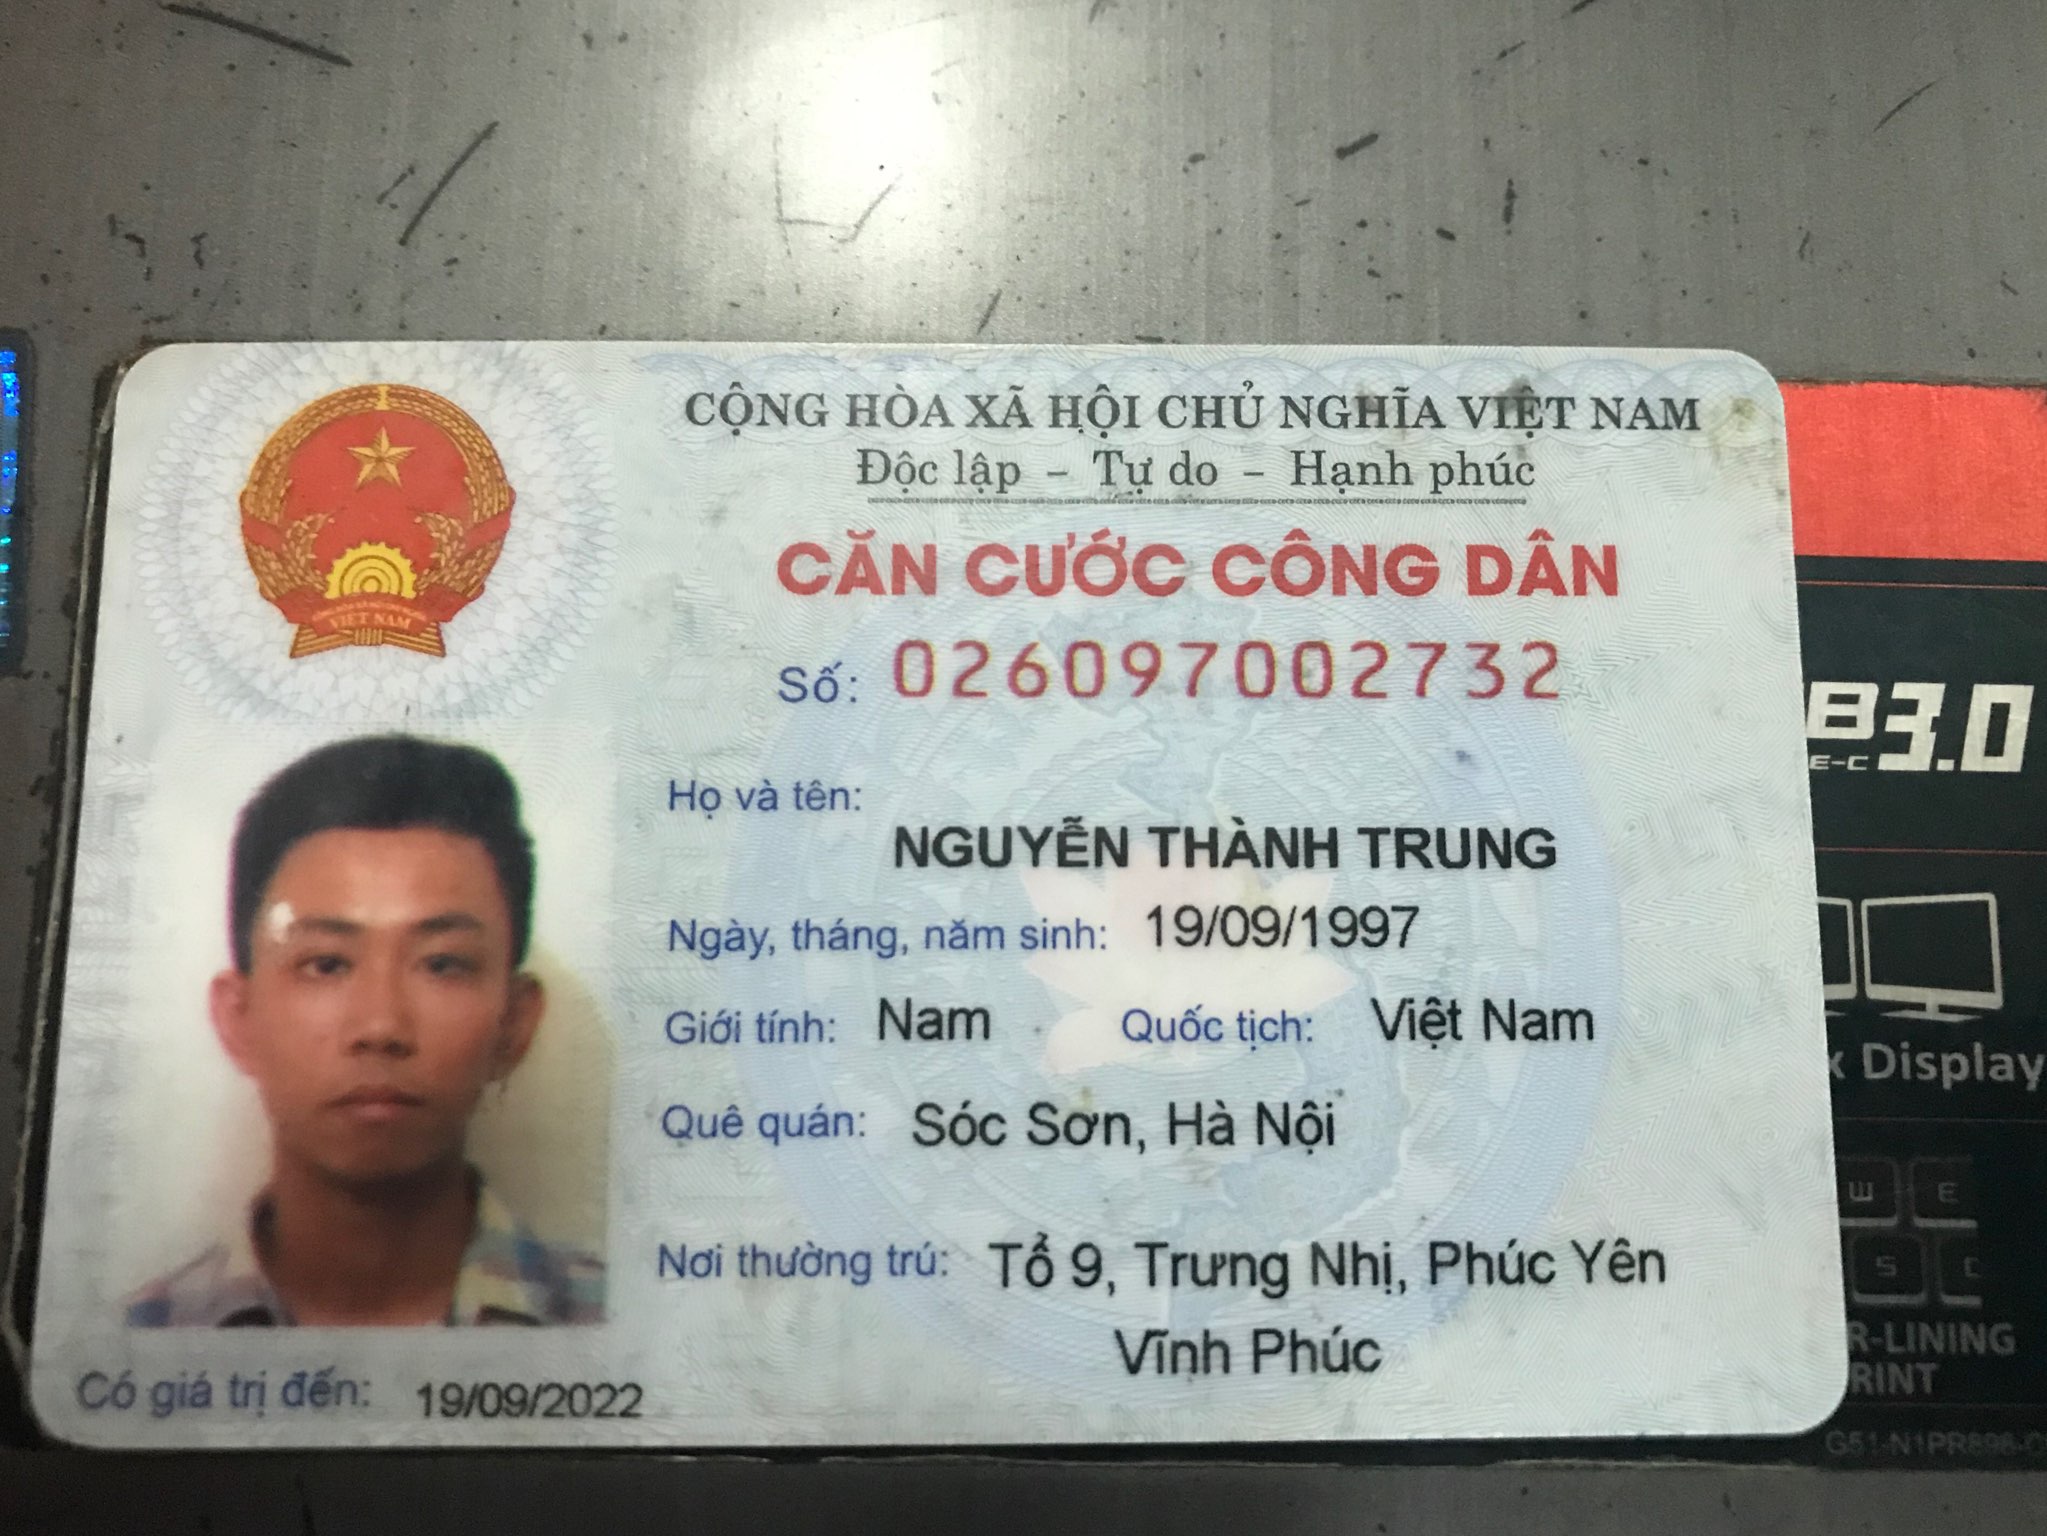 CỘNG HÒA XÃ HỘI CHỦ NGHĨA VIỆT NAM
Độc lập – Tự do – Hạnh phúc
CĂN CƯỚC CÔNG DÂN
Số: 026097002732
Họ và tên:
NGUYỄN THÀNH TRUNG
Ngày, tháng, năm sinh: 19/09/1997
Giới tính: Nam Quốc tịch: Việt Nam
Quê quán: Sóc Sơn, Hà Nội
Nơi thường trú: Tổ 9, Trưng Nhị, Phúc Yên
Vĩnh Phúc
Có giá trị đến: 19/09/2022
VIỆT NAM
B3.0
E-C
x Display
W E
S
R-LINING
RINT